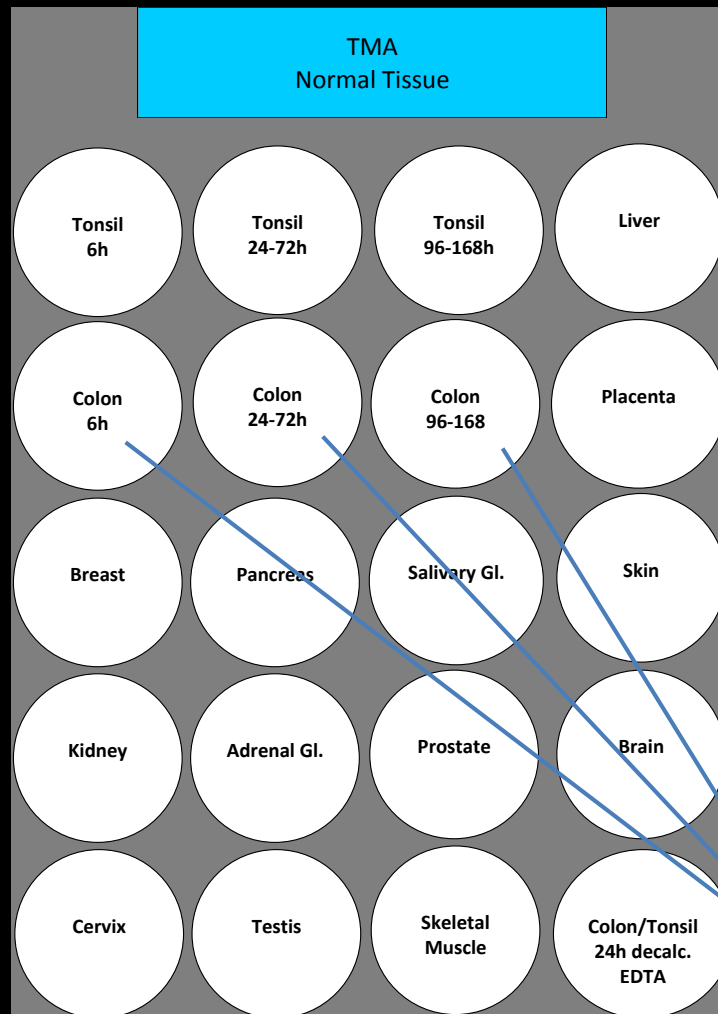 TMA
Normal Tissue
Tonsil
6h
Tonsil
24-72h
Tonsil
96-168h
Liver
Colon
6h
Colon
24-72h
Colon
96-168
Placenta
Breast
Pancreas
Salivary Gl.
Skin
Kidney
Adrenal Gl.
Prostate
Brain
Cervix
Testis
Skeletal
Muscle
Colon/Tonsil
24h decalc.
EDTA